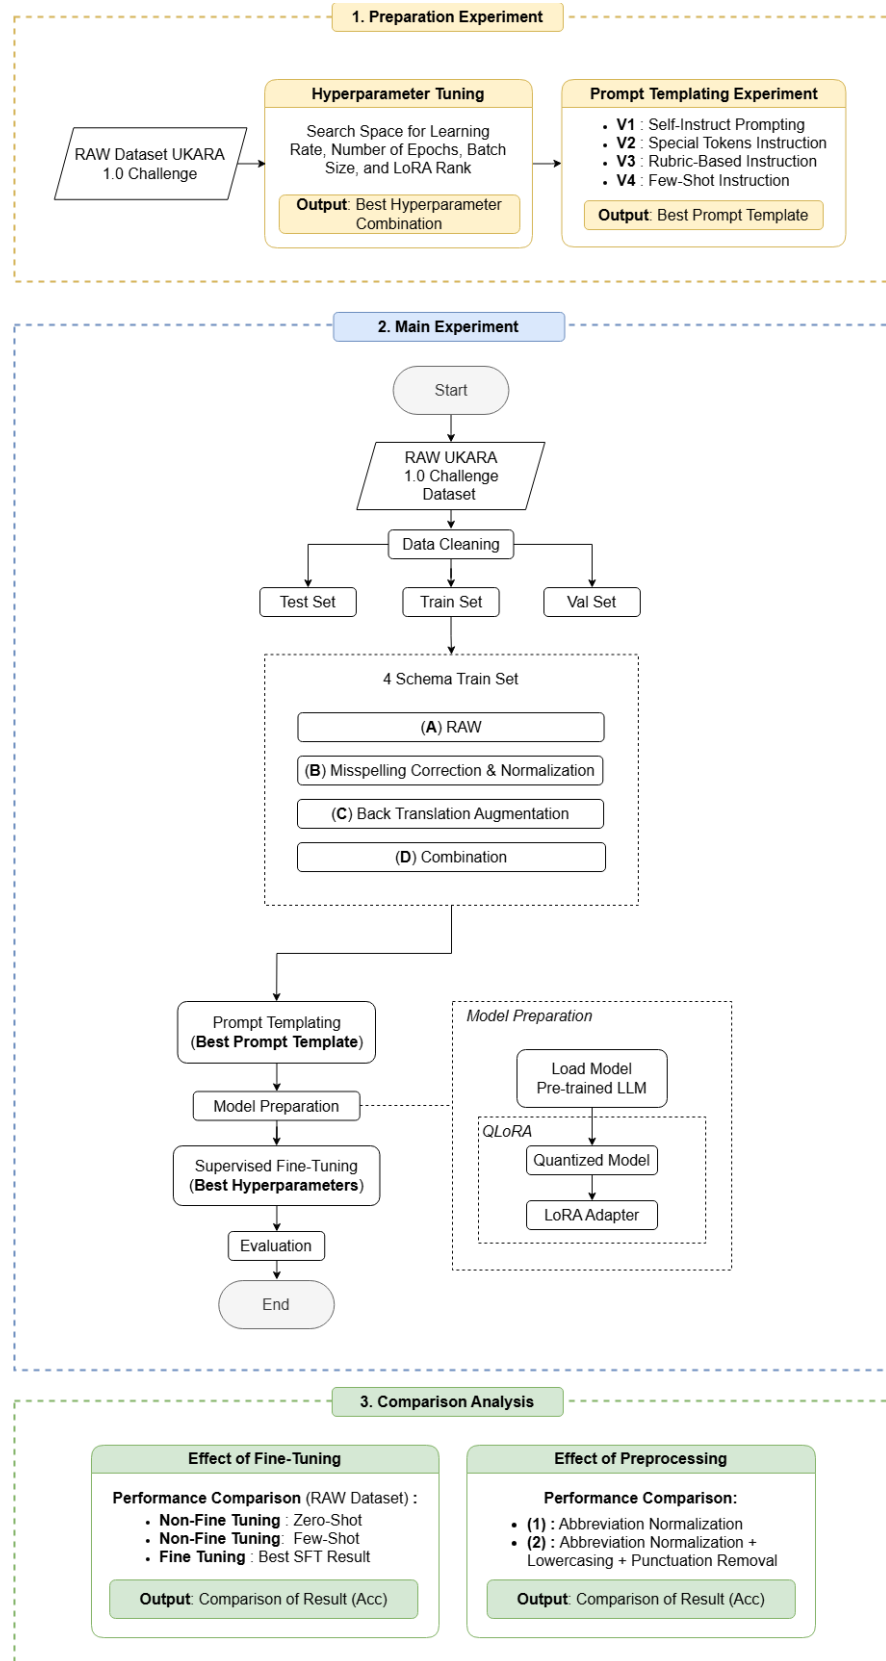 1. Preparation Experiment
RAW Dataset UKARA
1.0 Challenge
Hyperparameter Tuning
Search Space for Learning
Rate, Number of Epochs, Batch
Size, and LoRA Rank
Output: Best Hyperparameter
Combination
Prompt Templating Experiment
• V1 : Self-Instruct Prompting
• V2 : Special Tokens Instruction
• V3 : Rubric-Based Instruction
• V4 : Few-Shot Instruction
Output: Best Prompt Template
2. Main Experiment
Start
RAW UKARA
1.0 Challenge
Dataset
Data Cleaning
Test Set
Train Set
Val Set
4 Schema Train Set
(A) RAW
(B) Misspelling Correction & Normalization
(C) Back Translation Augmentation
(D) Combination
Prompt Templating
(Best Prompt Template)
Model Preparation
Supervised Fine-Tuning
(Best Hyperparameters)
Evaluation
End
Model Preparation
Load Model
Pre-trained LLM
QLoRA
Quantized Model
LoRA Adapter
3. Comparison Analysis
Effect of Fine-Tuning
Performance Comparison (RAW Dataset) :
• Non-Fine Tuning : Zero-Shot
• Non-Fine Tuning: Few-Shot
• Fine Tuning : Best SFT Result
Output: Comparison of Result (Acc)
Effect of Preprocessing
Performance Comparison:
• (1) : Abbreviation Normalization
• (2) : Abbreviation Normalization +
Lowercasing + Punctuation Removal
Output: Comparison of Result (Acc)